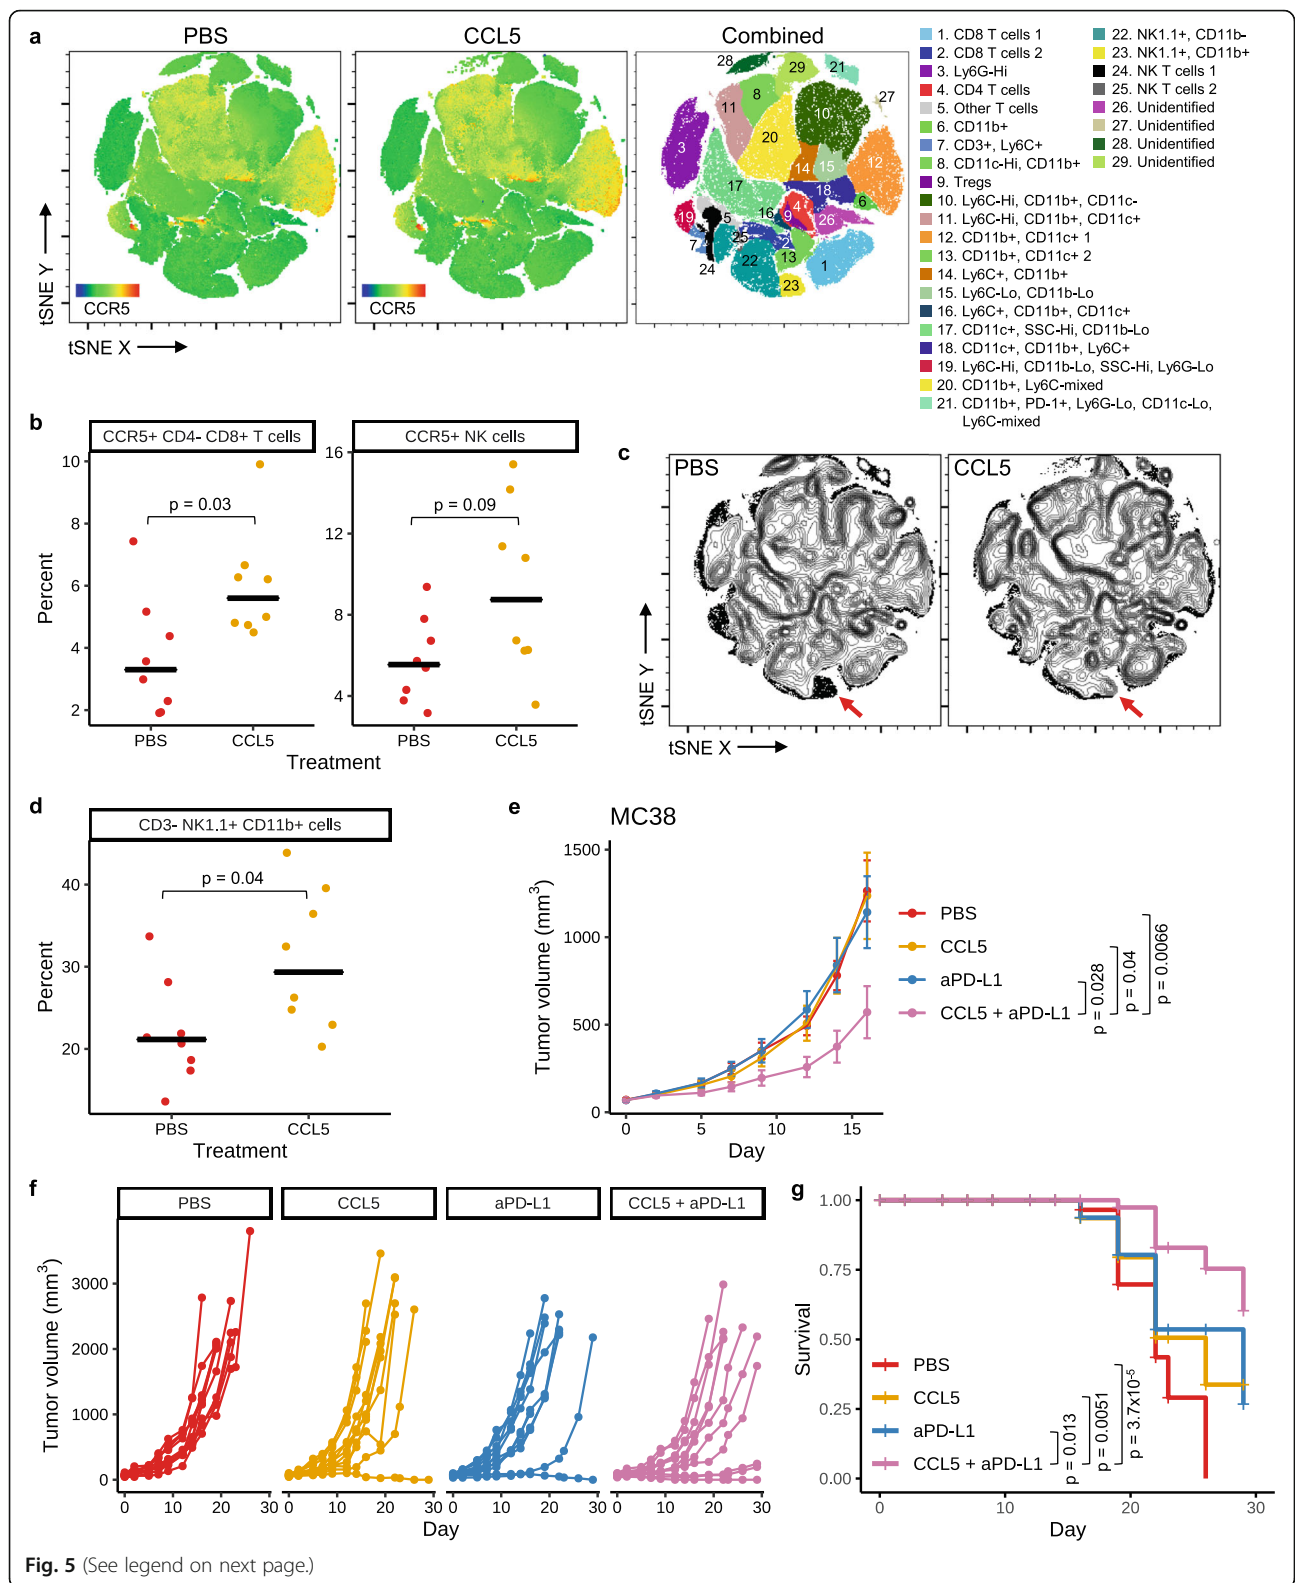 a
PBS
CCL5
Combined
CCR5
CCR5
tSNE Y
tSNE X
28
29
21
8
11
10
27
20
3
12
14
15
17
18
6
19
5
16
4
9
26
7
25
2
24
22
13
1
23
1. CD8 T cells 1
2. CD8 T cells 2
3. Ly6G-Hi
4. CD4 T cells
5. Other T cells
6. CD11b+
7. CD3+, Ly6C+
8. CD11c-Hi, CD11b+
9. Tregs
10. Ly6C-Hi, CD11b+, CD11c-
11. Ly6C-Hi, CD11b+, CD11c+
12. CD11b+, CD11c+ 1
13. CD11b+, CD11c+ 2
14. Ly6C+, CD11b+
15. Ly6C-Lo, CD11b-Lo
16. Ly6C+, CD11b+, CD11c+
17. CD11c+, SSC-Hi, CD11b-Lo
18. CD11c+, CD11b+, Ly6C+
19. Ly6C-Hi, CD11b-Lo, SSC-Hi, Ly6G-Lo
20. CD11b+, Ly6C-mixed
21. CD11b+, PD-1+, Ly6G-Lo, CD11c-Lo,
Ly6C-mixed
22. NK1.1+, CD11b-
23. NK1.1+, CD11b+
24. NK T cells 1
25. NK T cells 2
26. Unidentified
27. Unidentified
28. Unidentified
29. Unidentified
b
CCR5+ CD4- CD8+ T cells
CCR5+ NK cells
Percent
10
8
6
4
2
p = 0.03
16
12
8
4
p = 0.09
PBS
CCL5
PBS
CCL5
Treatment
c
PBS
CCL5
tSNE Y
tSNE X
d
CD3- NK1.1+ CD11b+ cells
Percent
40
30
20
p = 0.04
PBS
CCL5
Treatment
e
MC38
Tumor volume (mm³)
1500
1000
500
0
0
5
10
15
Day
PBS
CCL5
aPD-L1
CCL5 + aPD-L1
p = 0.028
p = 0.04
p = 0.0066
f
PBS
CCL5
aPD-L1
CCL5 + aPD-L1
Tumor volume (mm³)
3000
2000
1000
0
0 10 20 30
0 10 20 30
0 10 20 30
0 10 20 30
Day
g
Survival
1.00
0.75
0.50
0.25
0.00
PBS
CCL5
aPD-L1
CCL5 + aPD-L1
p = 0.013
p = 0.0051
p = 3.7x10⁻⁵
0
10
20
30
Day
Fig. 5 (See legend on next page.)